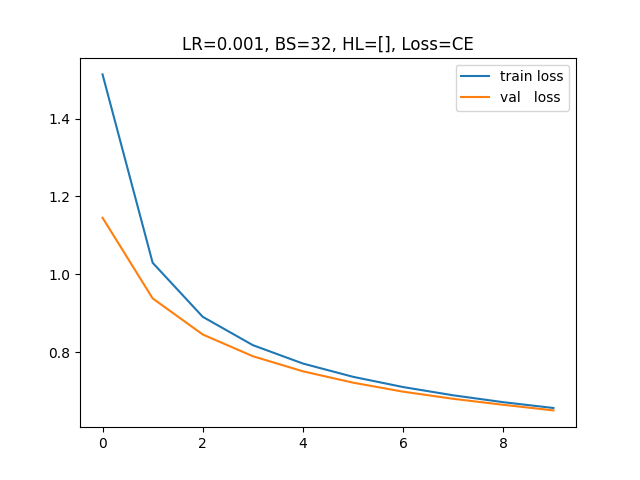 LR=0.001, BS=32, HL=[], Loss=CE
train loss
val   loss
1.4
1.2
1.0
0.8
0 2 4 6 8